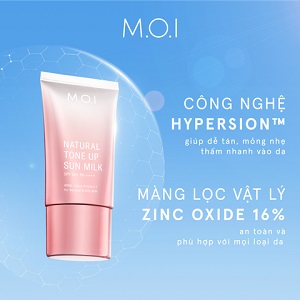 M.O.I
M.O.I
NATURAL
TONE UP
SUN MILK
CÔNG NGHỆ
HYPERSION™
giúp dễ tán, mỏng nhẹ
thấm nhanh vào da
MÀNG LỌC VẬT LÝ
ZINC OXIDE 16%
an toàn và
phù hợp với mọi loại da